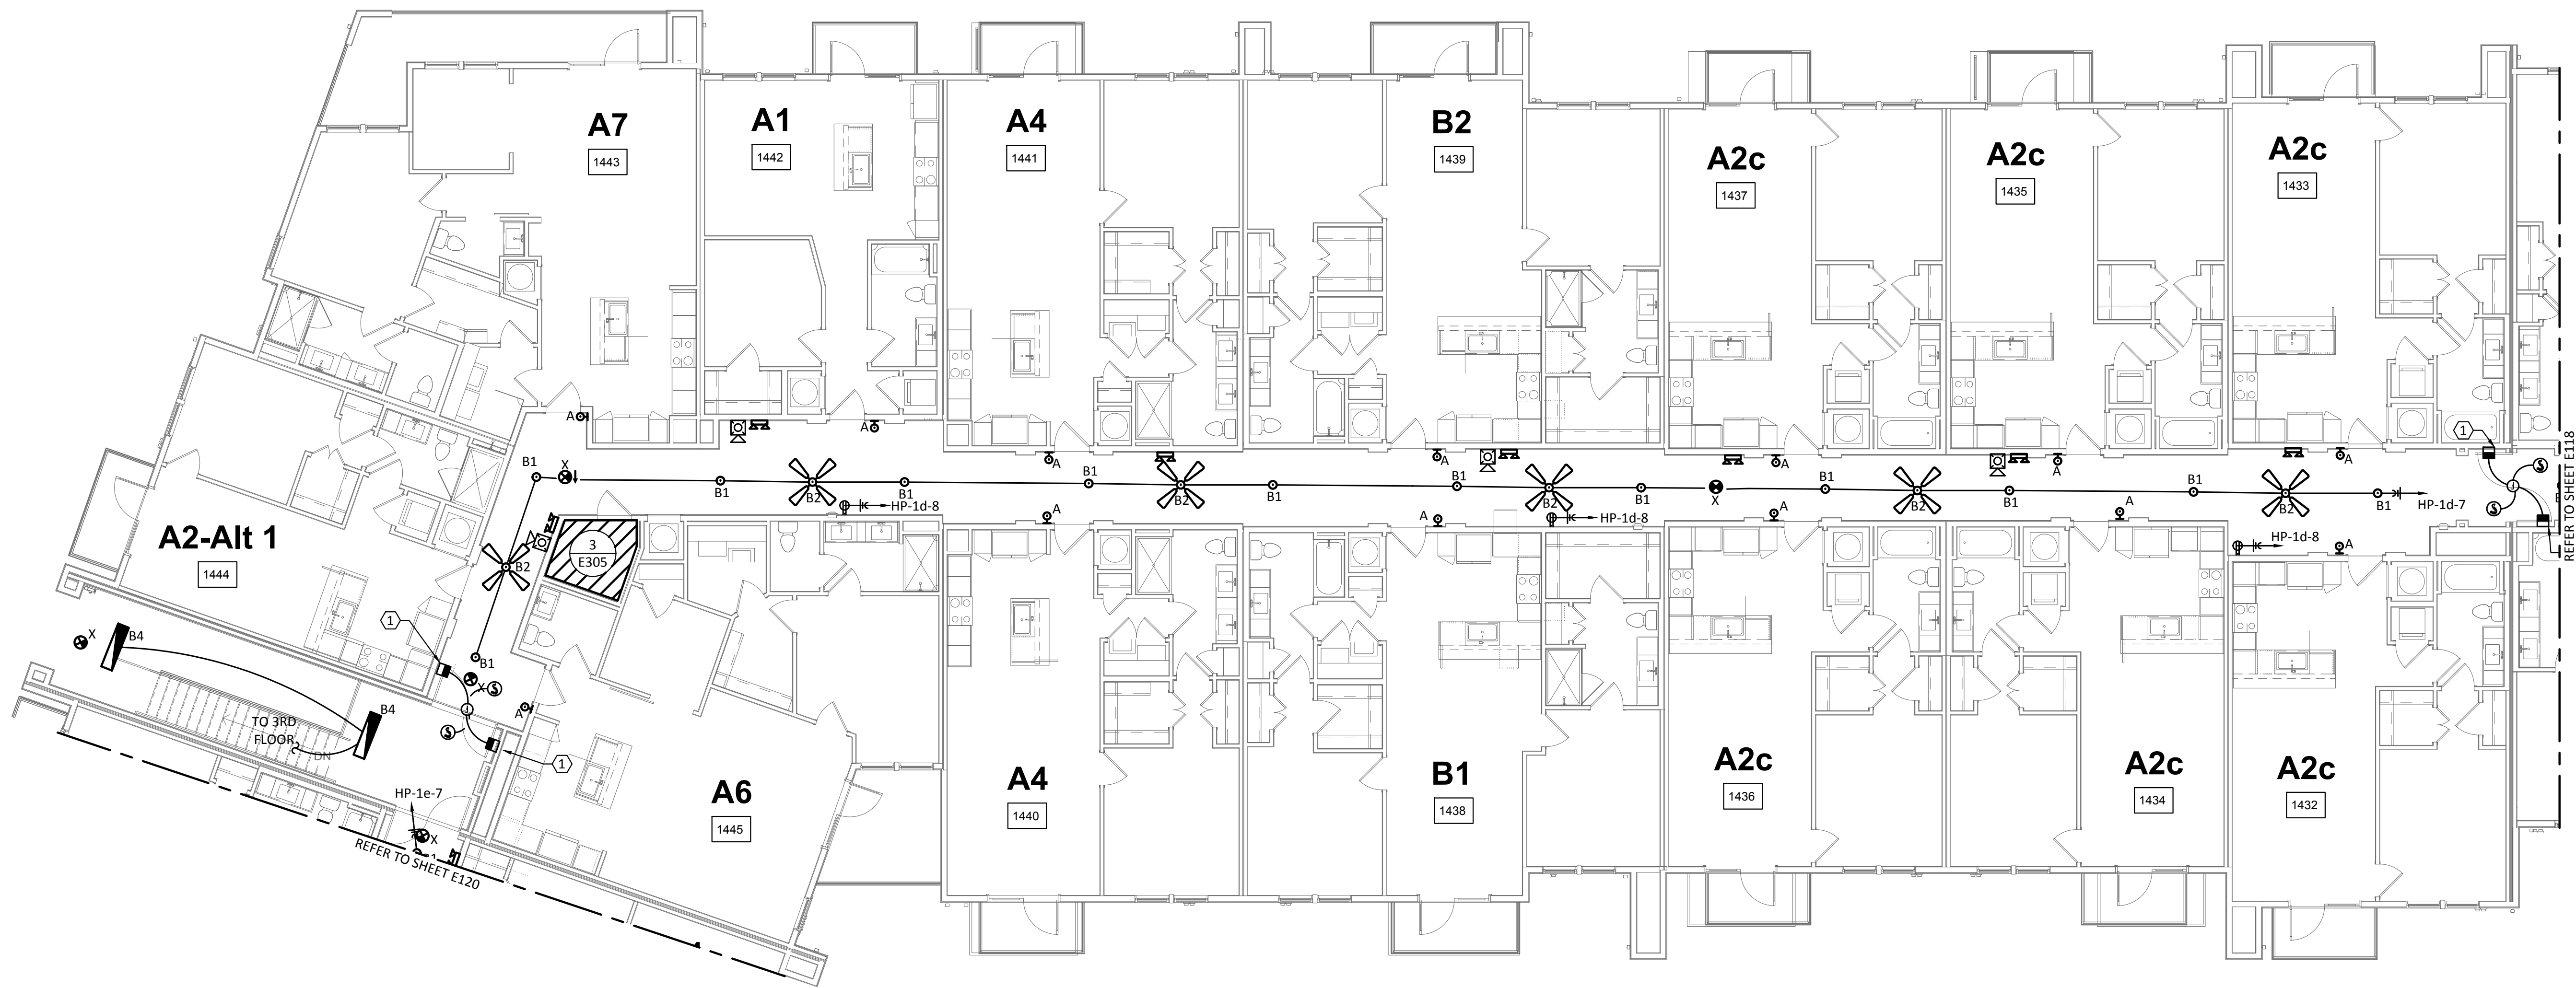 A7
1443
A1
1442
A4
1441
B2
1439
A2c
1437
A2c
1435
A2c
1433
A
A
A
A
A
A
A
1
B1
X
B1
B2
B1
B1
B2
B1
B1
B2
B1
X
B1
B2
B1
B1
B2
B1
HP-1d-7
HP-1d-8
HP-1d-8
HP-1d-8
A
A
A
A
A
S
S
REFER TO SHEET E118
A2-Alt 1
1444
B2
3
E305
1
B1
X
S
S
A
1
X
B4
B4
TO 3RD
FLOOR
DN
HP-1e-7
X
REFER TO SHEET E120
A6
1445
A4
1440
B1
1438
A2c
1436
A2c
1434
A2c
1432